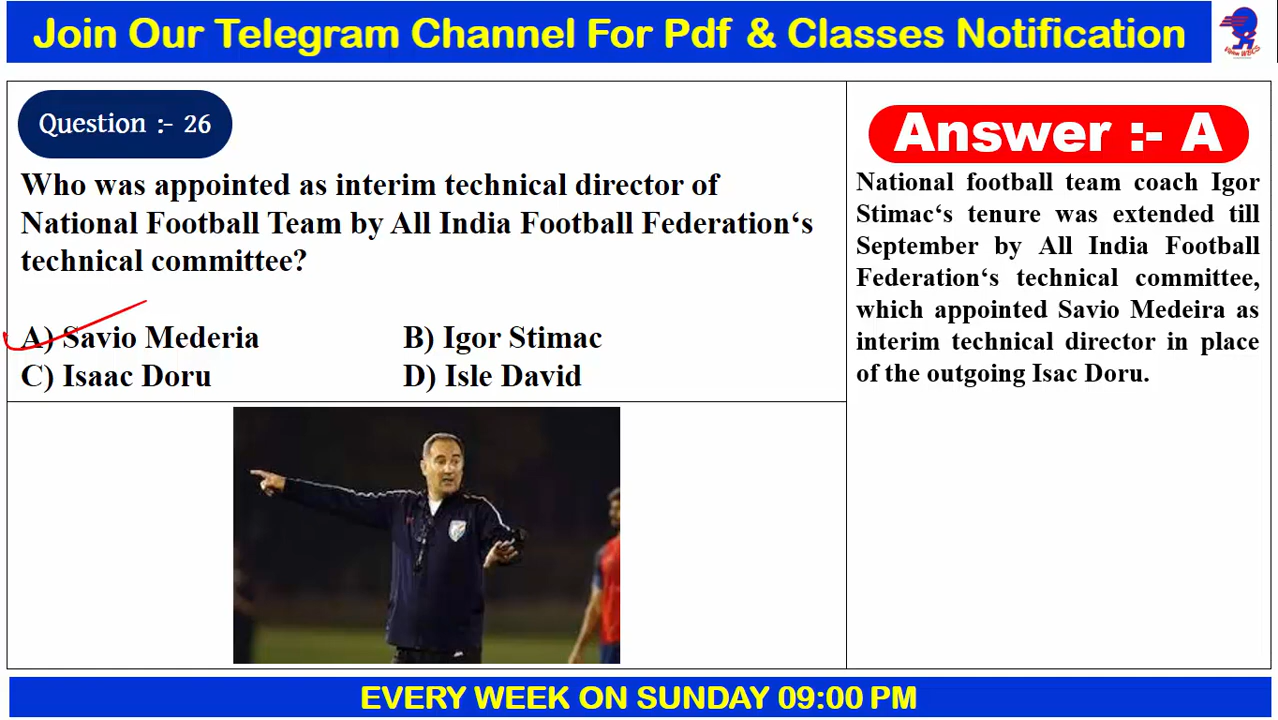 Join Our Telegram Channel For Pdf & Classes Notification
Question :- 26
Who was appointed as interim technical director of
National Football Team by All India Football Federation‘s
technical committee?
A) Savio Mederia
B) Igor Stimac
C) Isaac Doru
D) Isle David
Answer :- A
National football team coach Igor
Stimac‘s tenure was extended till
September by All India Football
Federation‘s technical committee,
which appointed Savio Medeira as
interim technical director in place
of the outgoing Isac Doru.
EVERY WEEK ON SUNDAY 09:00 PM